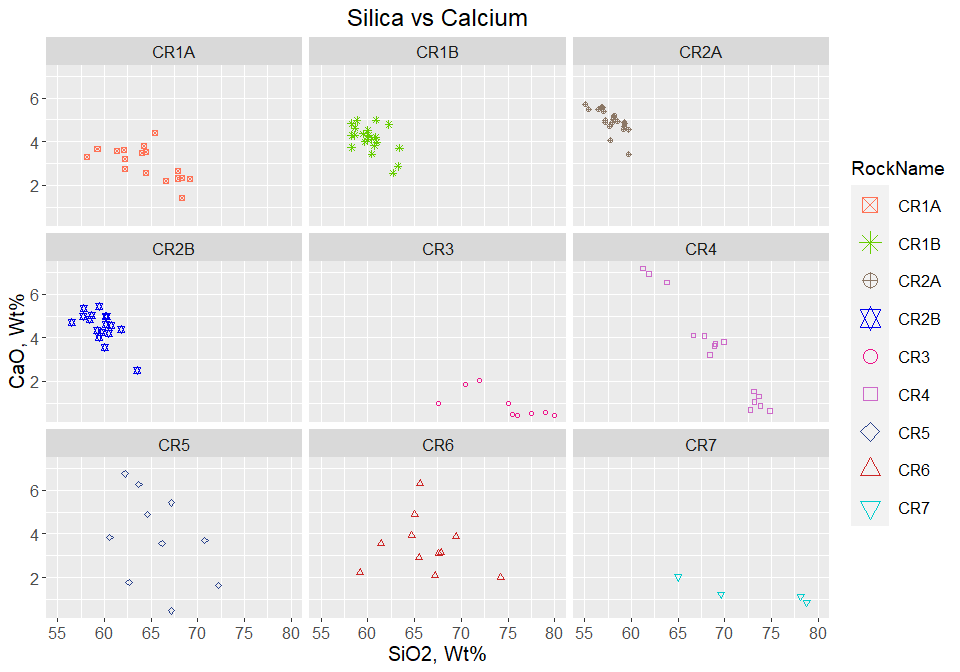 Silica vs Calcium
CR1A
CR1B
CR2A
6
4
2
CR2B
CR3
CR4
6
4
2
CR5
CR6
CR7
6
4
2
55 60 65 70 75 80
55 60 65 70 75 80
55 60 65 70 75 80
CaO, Wt%
SiO2, Wt%
RockName
CR1A
CR1B
CR2A
CR2B
CR3
CR4
CR5
CR6
CR7